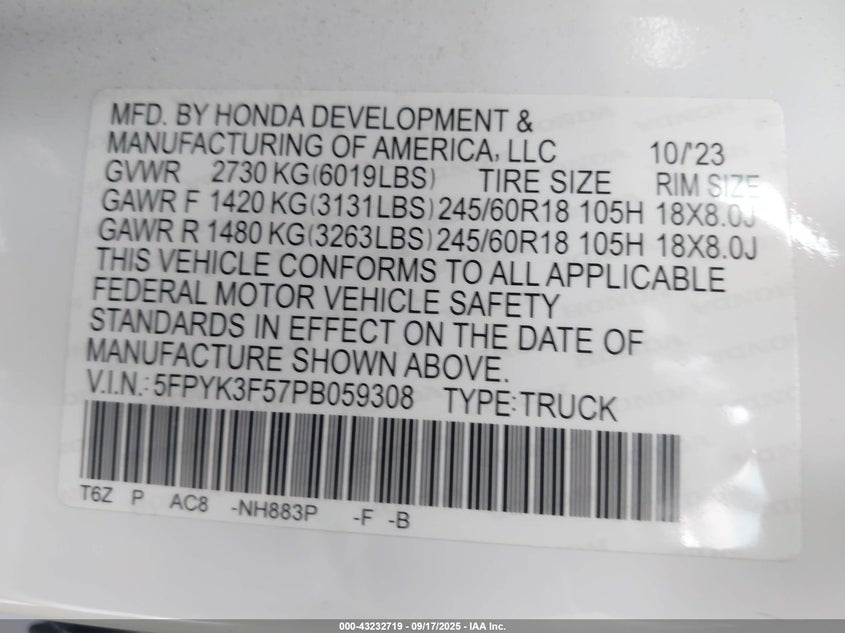 MFD. BY HONDA DEVELOPMENT &
MANUFACTURING OF AMERICA, LLC 10/'23
GVWR 2730 KG(6019LBS) TIRE SIZE RIM SIZE
GAWR F 1420 KG(3131LBS) 245/60R18 105H 18X8.0J
GAWR R 1480 KG(3263LBS) 245/60R18 105H 18X8.0J
THIS VEHICLE CONFORMS TO ALL APPLICABLE
FEDERAL MOTOR VEHICLE SAFETY
STANDARDS IN EFFECT ON THE DATE OF
MANUFACTURE SHOWN ABOVE.
V.I.N.: 5FPYK3F57PB059308 TYPE: TRUCK
T6Z P AC8 -NH883P -F -B
000-43232719 - 09/17/2025 - IAA Inc.